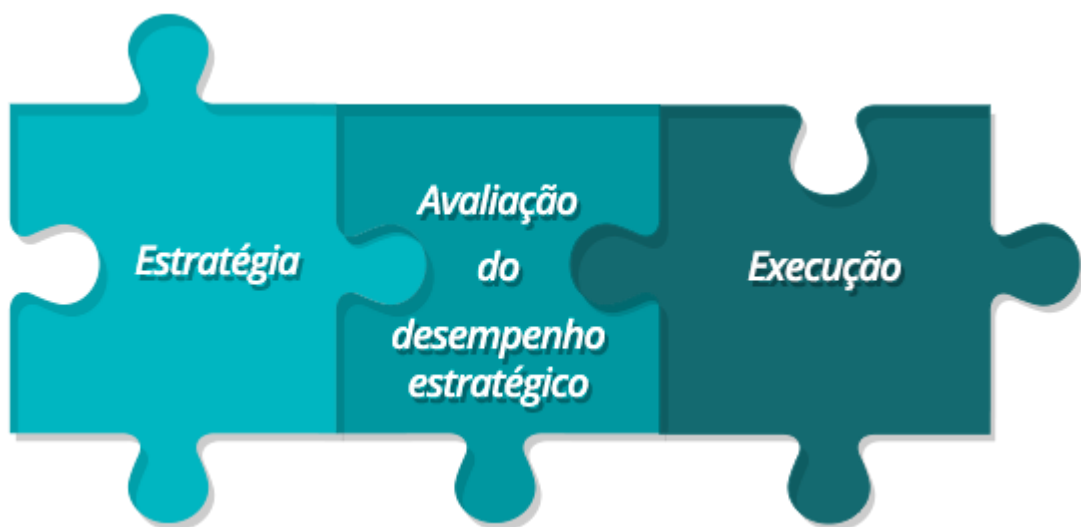 Estratégia
Avaliação
do
desempenho
estratégico
Execução